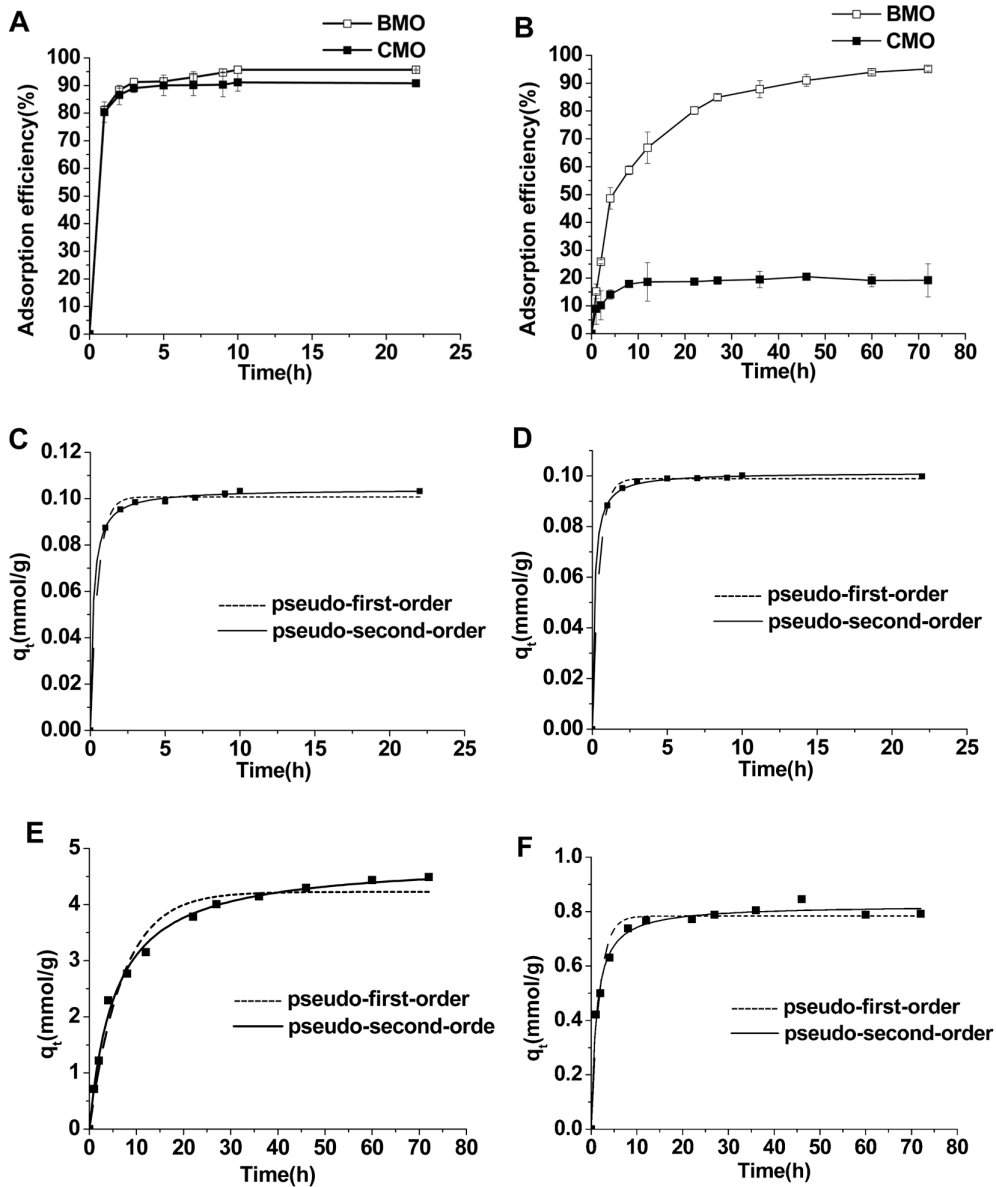 A
BMO
CMO
Adsorption efficiency(%)
100
90
80
70
60
50
40
30
20
10
0
0 5 10 15 20 25
Time(h)
B
BMO
CMO
Adsorption efficiency(%)
100
90
80
70
60
50
40
30
20
10
0
0 10 20 30 40 50 60 70 80
Time(h)
C
qt(mmol/g)
0.12
0.10
0.08
0.06
0.04
0.02
0.00
pseudo-first-order
pseudo-second-order
0 5 10 15 20 25
Time(h)
D
qt(mmol/g)
0.10
0.08
0.06
0.04
0.02
0.00
pseudo-first-order
pseudo-second-order
0 5 10 15 20 25
Time(h)
E
qt(mmol/g)
5
4
3
2
1
0
pseudo-first-order
pseudo-second-orde
0 10 20 30 40 50 60 70 80
Time(h)
F
qt(mmol/g)
1.0
0.8
0.6
0.4
0.2
0.0
pseudo-first-order
pseudo-second-order
0 10 20 30 40 50 60 70 80
Time(h)